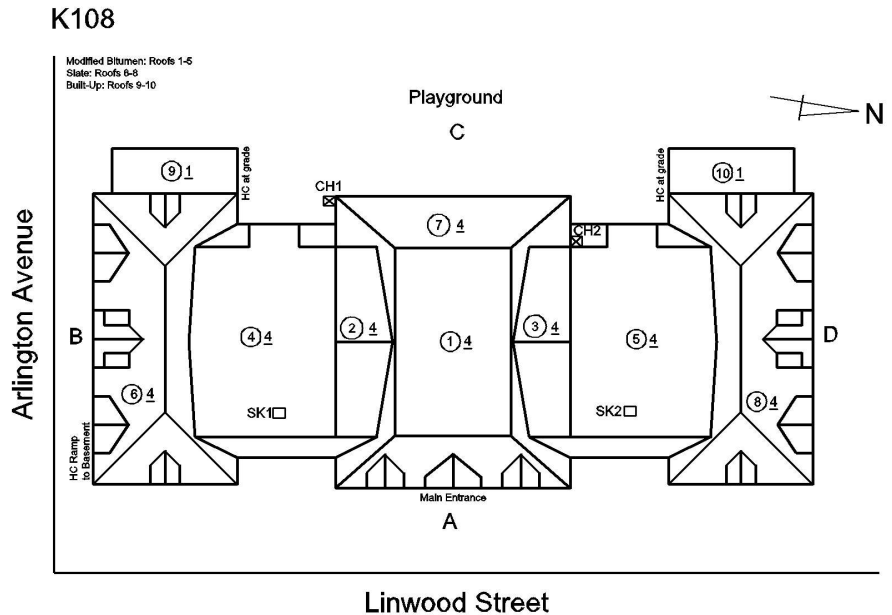 K108
Modified Bitumen: Roofs 1-5
Slate: Roofs 6-8
Built-Up: Roofs 9-10
Playground
C
N
9 1
HC at grade
CH1
HC at grade
10 1
7 4
CH2
Arlington Avenue
B
4 4
2 4
1 4
3 4
5 4
D
6 4
8 4
SK1
SK2
HC Ramp
to Basement
Main Entrance
A
Linwood Street